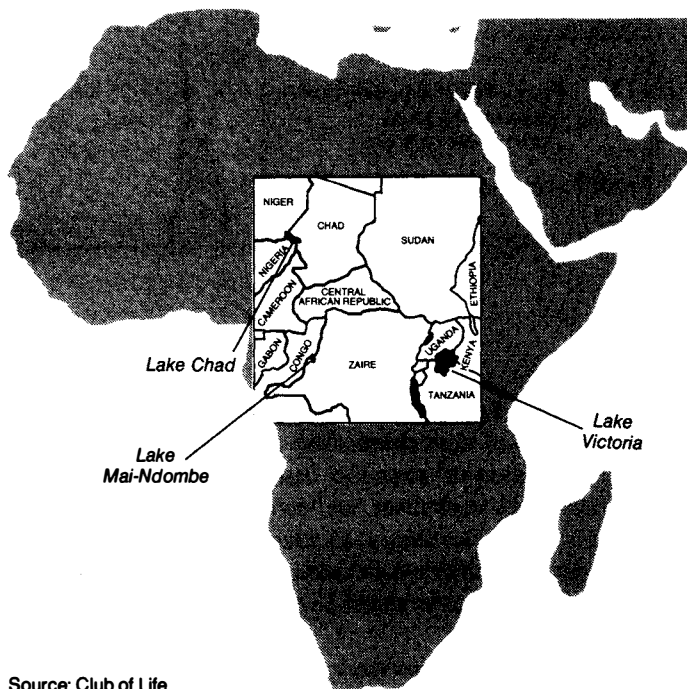 NIGER
CHAD
SUDAN
NIGERIA
ETHIOPIA
CAMEROON
CENTRAL
AFRICAN REPUBLIC
GABON
CONGO
ZAIRE
UGANDA
KENYA
TANZANIA
Lake Chad
Lake
Mai-Ndombe
Lake
Victoria
Source: Club of Life